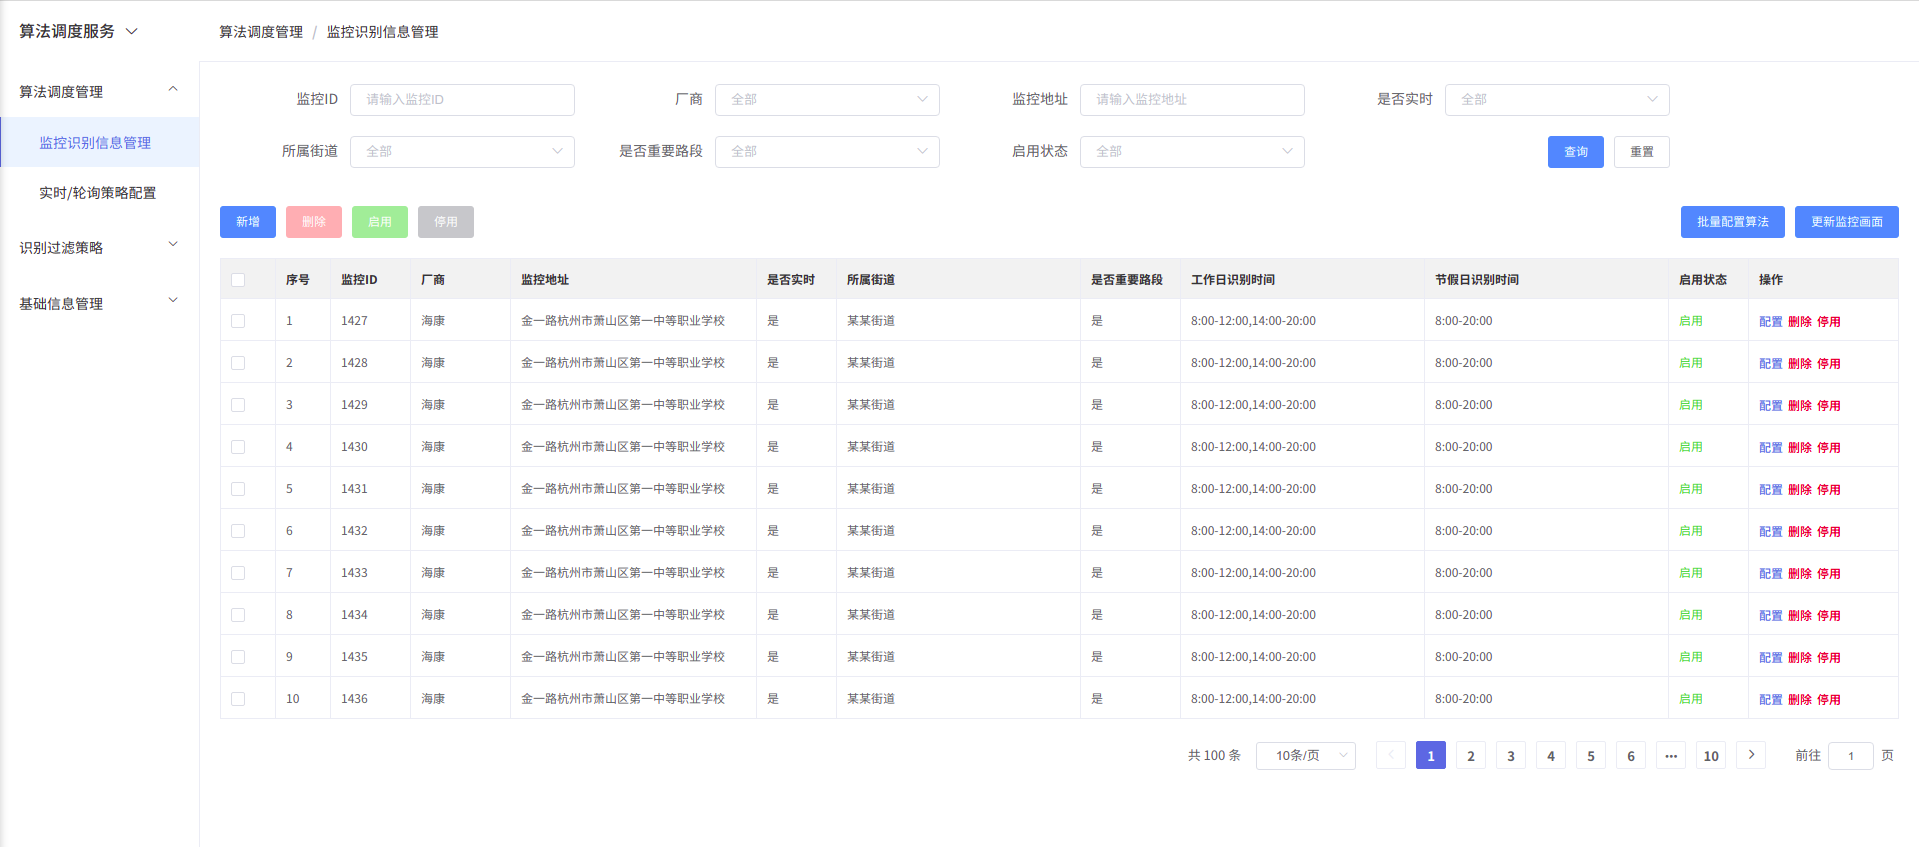 算法调度服务
算法调度管理 / 监控识别信息管理
算法调度管理
监控识别信息管理
实时/轮询策略配置
识别过滤策略
基础信息管理
监控ID 请输入监控ID 厂商 全部 监控地址 请输入监控地址 是否实时 全部
所属街道 全部 是否重要路段 全部 启用状态 全部 查询 重置
新增 删除 启用 停用 批量配置算法 更新监控画面
序号 监控ID 厂商 监控地址 是否实时 所属街道 是否重要路段 工作日识别时间 节假日识别时间 启用状态 操作
1 1427 海康 金一路杭州市萧山区第一中等职业学校 是 某某街道 是 8:00-12:00,14:00-20:00 8:00-20:00 启用 配置 删除 停用
2 1428 海康 金一路杭州市萧山区第一中等职业学校 是 某某街道 是 8:00-12:00,14:00-20:00 8:00-20:00 启用 配置 删除 停用
3 1429 海康 金一路杭州市萧山区第一中等职业学校 是 某某街道 是 8:00-12:00,14:00-20:00 8:00-20:00 启用 配置 删除 停用
4 1430 海康 金一路杭州市萧山区第一中等职业学校 是 某某街道 是 8:00-12:00,14:00-20:00 8:00-20:00 启用 配置 删除 停用
5 1431 海康 金一路杭州市萧山区第一中等职业学校 是 某某街道 是 8:00-12:00,14:00-20:00 8:00-20:00 启用 配置 删除 停用
6 1432 海康 金一路杭州市萧山区第一中等职业学校 是 某某街道 是 8:00-12:00,14:00-20:00 8:00-20:00 启用 配置 删除 停用
7 1433 海康 金一路杭州市萧山区第一中等职业学校 是 某某街道 是 8:00-12:00,14:00-20:00 8:00-20:00 启用 配置 删除 停用
8 1434 海康 金一路杭州市萧山区第一中等职业学校 是 某某街道 是 8:00-12:00,14:00-20:00 8:00-20:00 启用 配置 删除 停用
9 1435 海康 金一路杭州市萧山区第一中等职业学校 是 某某街道 是 8:00-12:00,14:00-20:00 8:00-20:00 启用 配置 删除 停用
10 1436 海康 金一路杭州市萧山区第一中等职业学校 是 某某街道 是 8:00-12:00,14:00-20:00 8:00-20:00 启用 配置 删除 停用
共 100 条 10条/页 1 2 3 4 5 6 ••• 10 前往 1 页